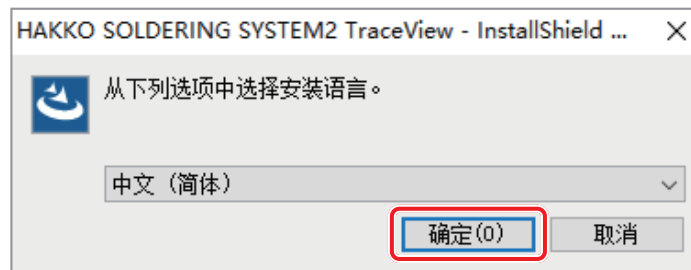 HAKKO SOLDERING SYSTEM2 TraceView - InstallShield ...
从下列选项中选择安装语言。
中文（简体）
确定(O) 取消